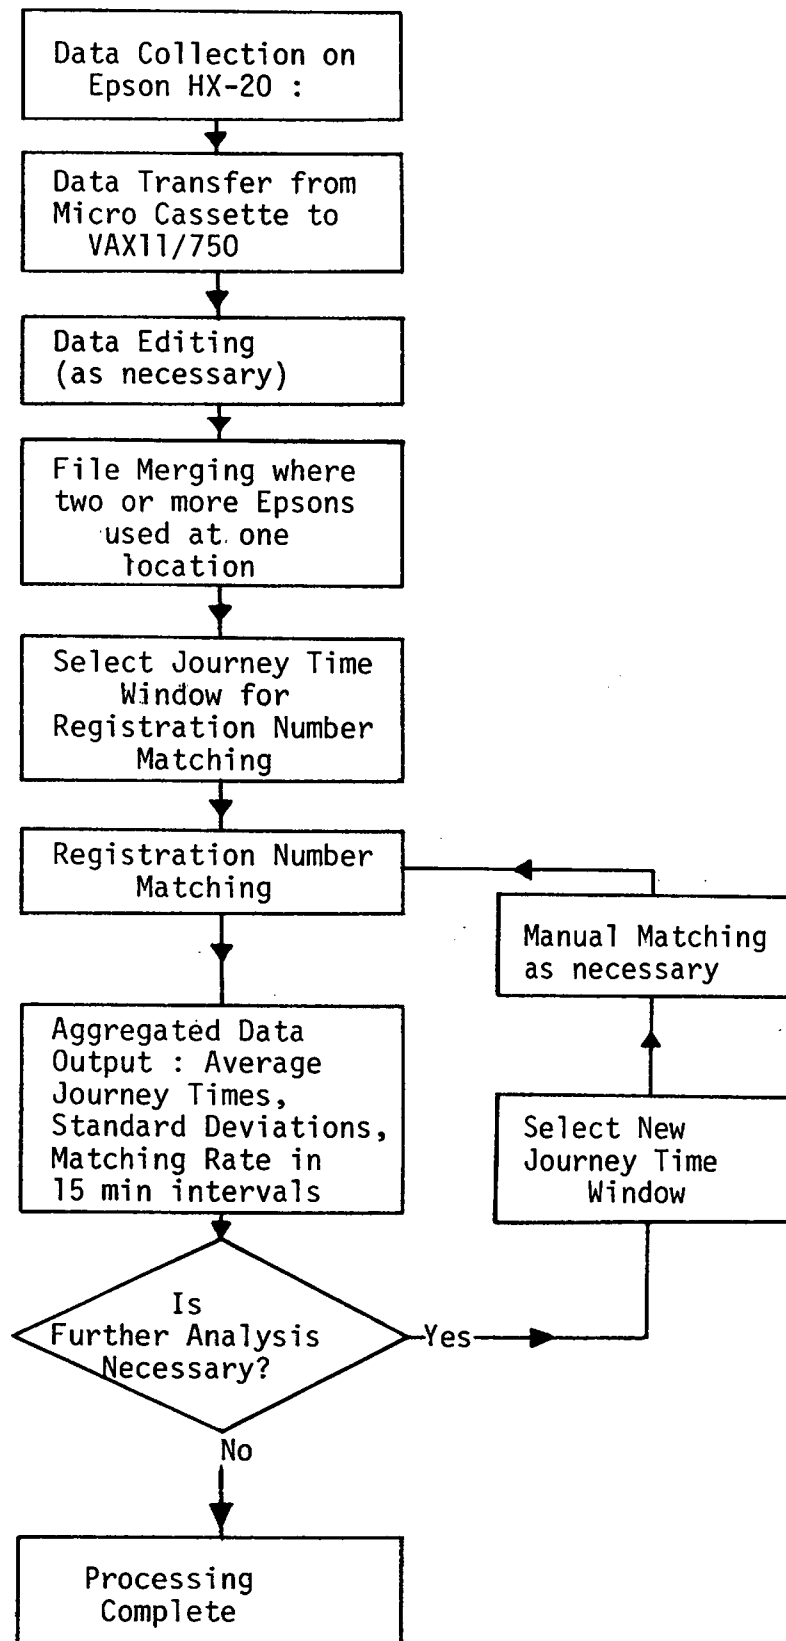 Data Collection on
Epson HX-20 :
Data Transfer from
Micro Cassette to
VAX11/750
Data Editing
(as necessary)
File Merging where
two or more Epsons
used at one
location
Select Journey Time
Window for
Registration Number
Matching
Registration Number
Matching
Manual Matching
as necessary
Aggregated Data
Output : Average
Journey Times,
Standard Deviations,
Matching Rate in
15 min intervals
Select New
Journey Time
Window
Is
Further Analysis
Necessary?
Yes
No
Processing
Complete